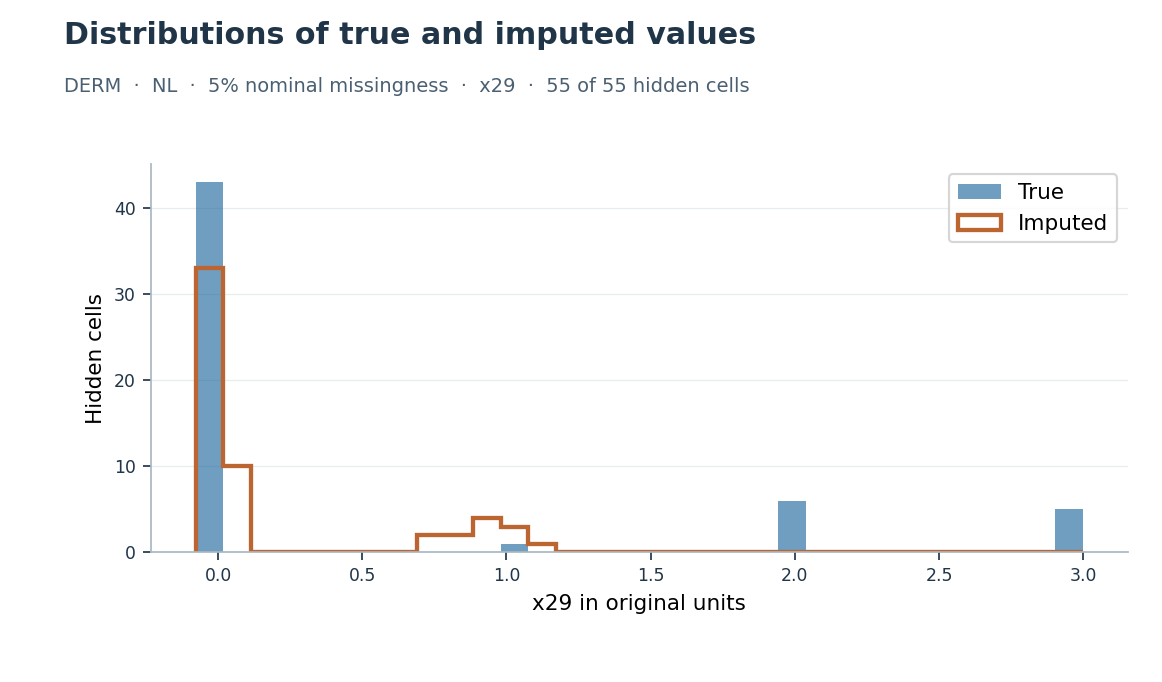 Distributions of true and imputed values
DERM · NL · 5% nominal missingness · x29 · 55 of 55 hidden cells
True
Imputed
Hidden cells
40
30
20
10
0
0.0 0.5 1.0 1.5 2.0 2.5 3.0
x29 in original units